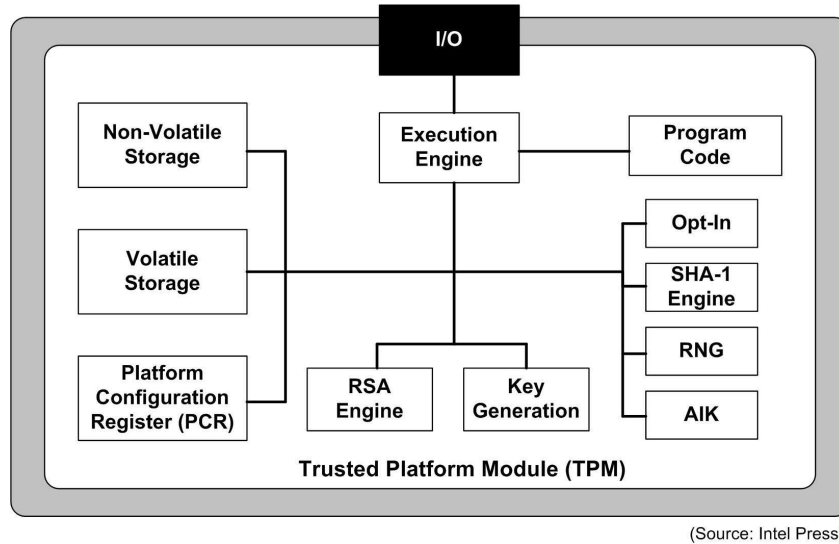 I/O
Non-Volatile
Storage
Execution
Engine
Program
Code
Opt-In
Volatile
Storage
SHA-1
Engine
RNG
Platform
Configuration
Register (PCR)
RSA
Engine
Key
Generation
AIK
Trusted Platform Module (TPM)
(Source: Intel Press